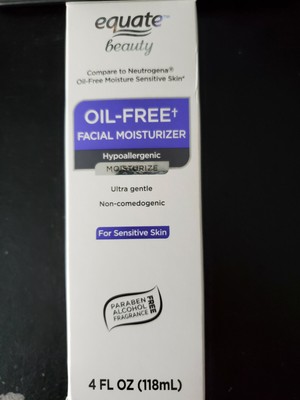 equate™
beauty
Compare to Neutrogena®
Oil-Free Moisture Sensitive Skin*
OIL-FREE†
FACIAL MOISTURIZER
Hypoallergenic
MOISTURIZE
Ultra gentle
Non-comedogenic
For Sensitive Skin
PARABEN
ALCOHOL
FRAGRANCE
FREE
4 FL OZ (118mL)